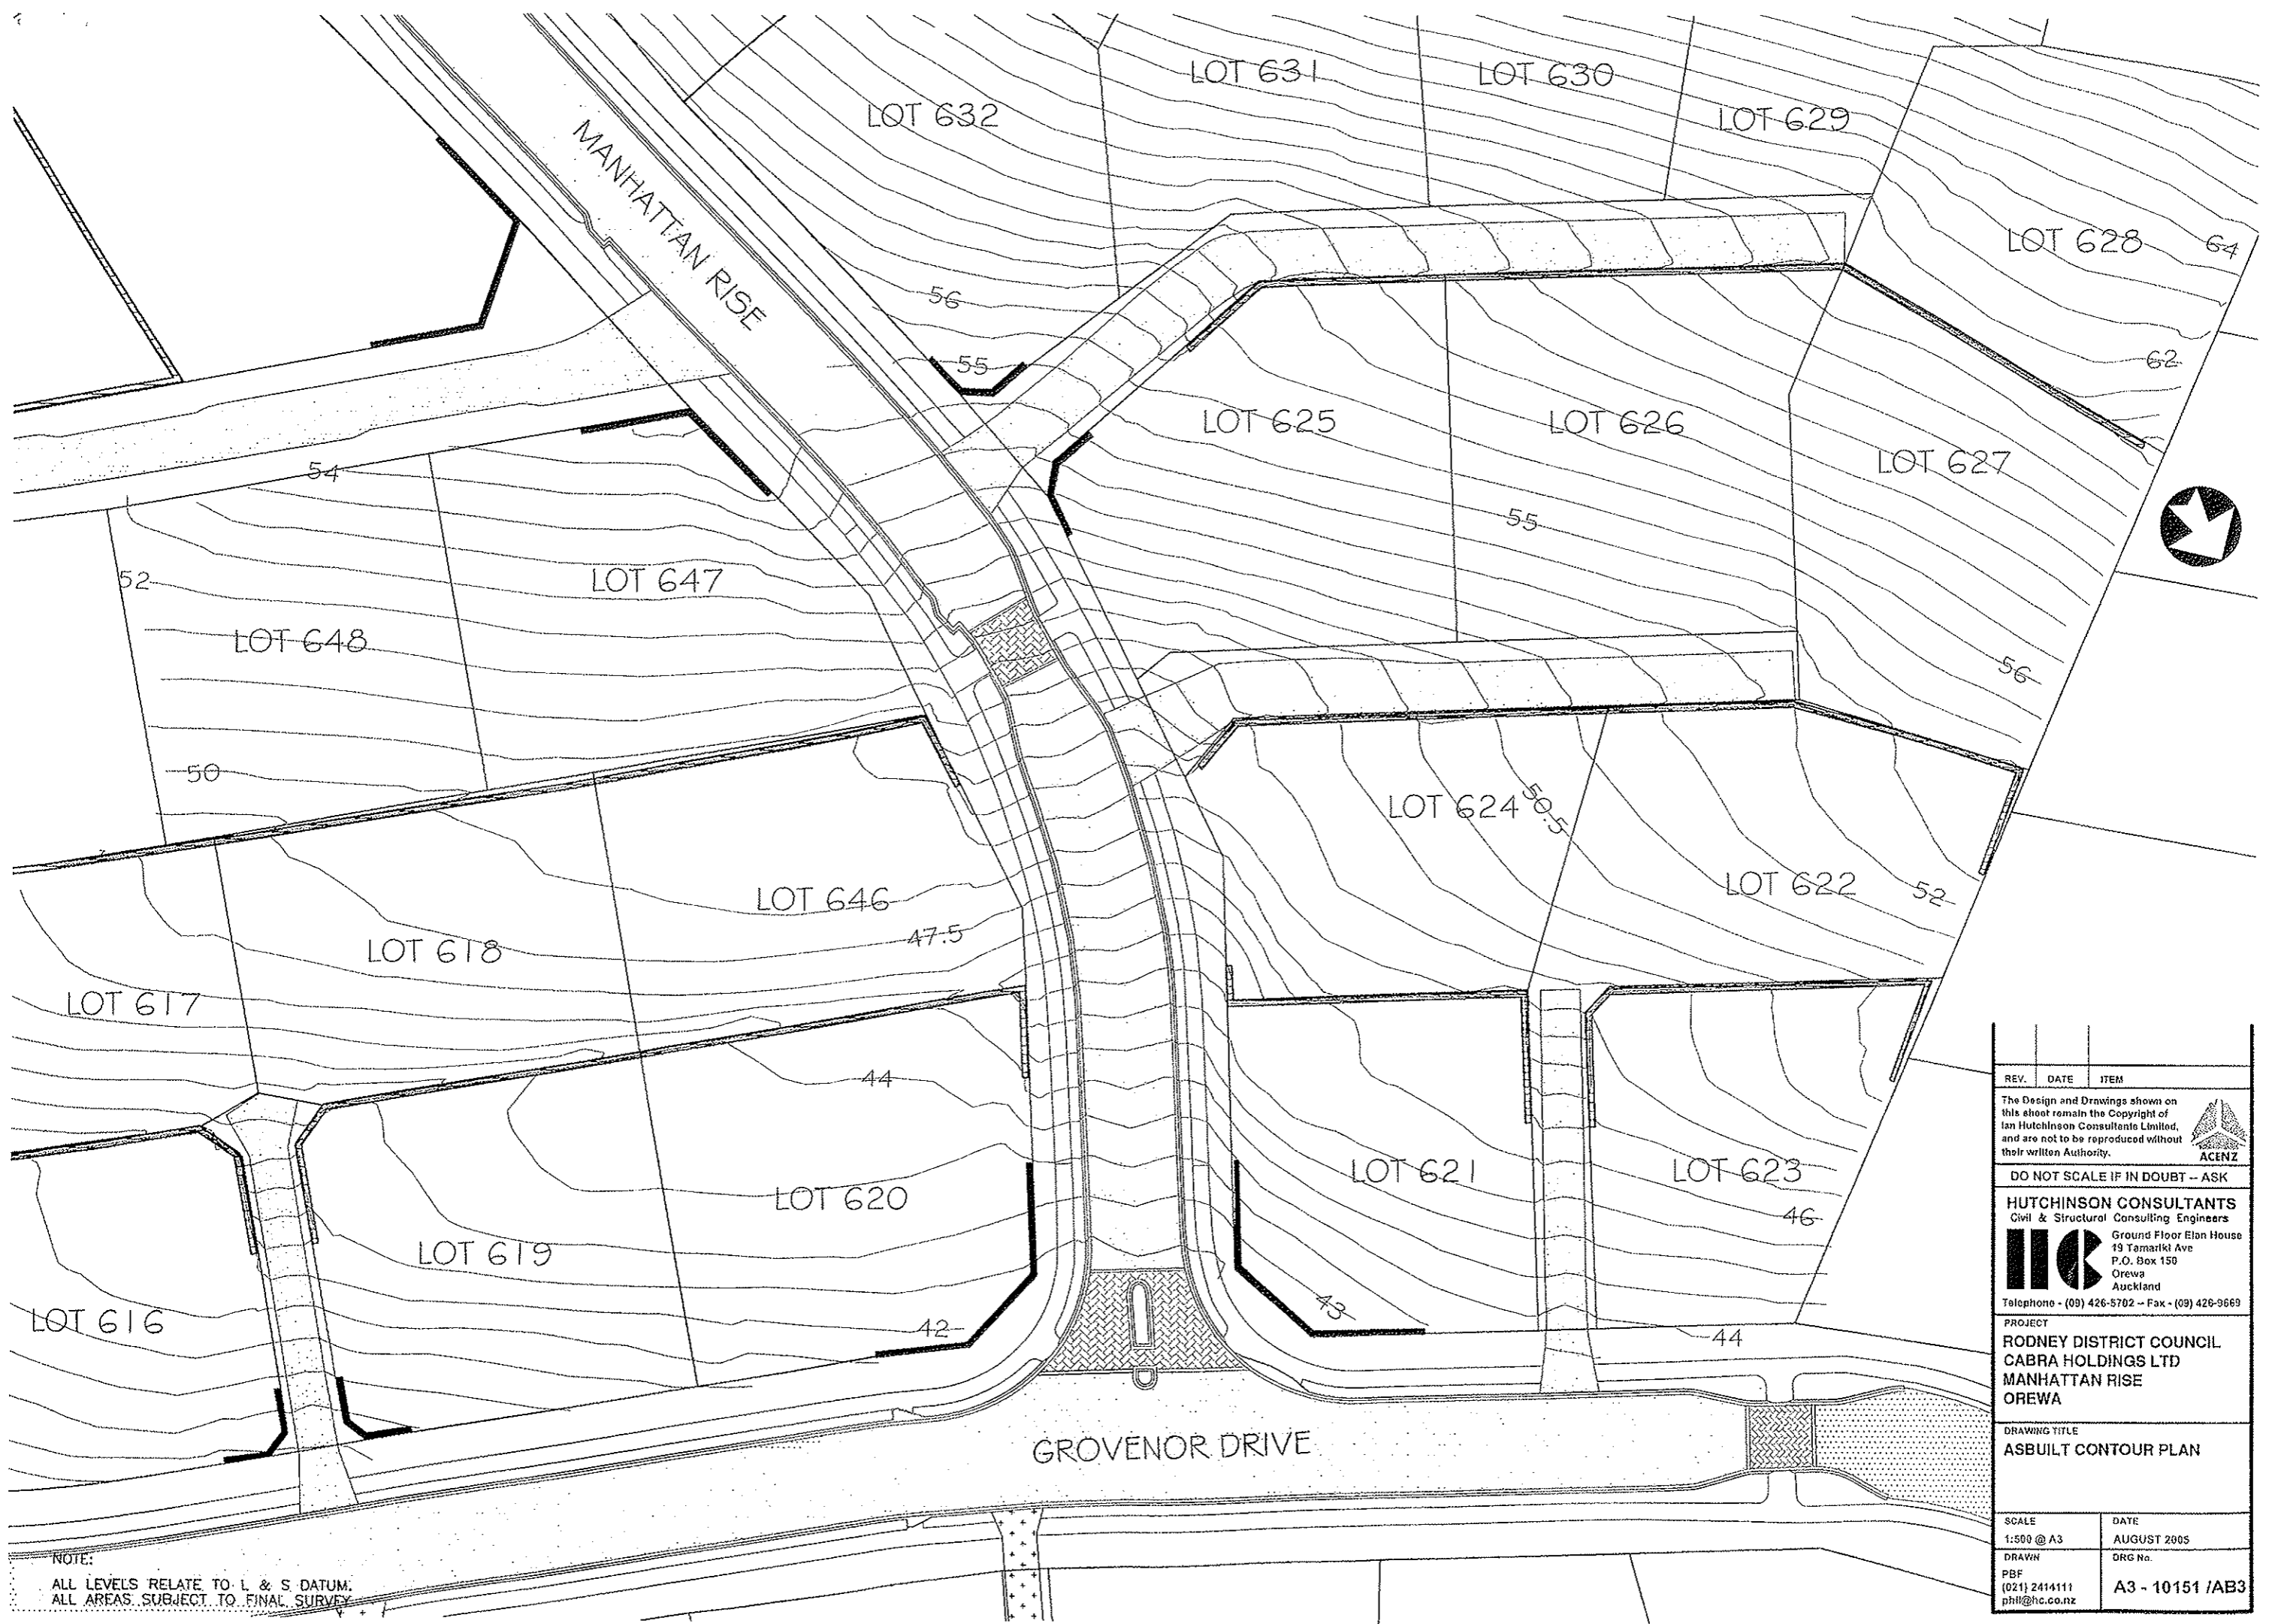 LOT 631
LOT 630
LOT 632
LOT 629
MANHATTAN RISE
LOT 628
64
56
55
62
LOT 625
LOT 626
LOT 627
54
55
52
LOT 647
LOT 648
56
50
LOT 624
50.5
LOT 622
52
LOT 646
47.5
LOT 618
LOT 617
44
LOT 620
LOT 621
LOT 623
46
LOT 619
LOT 616
42
43
44
GROVENOR DRIVE
NOTE:
ALL LEVELS RELATE TO L & S DATUM.
ALL AREAS SUBJECT TO FINAL SURVEY
REV. DATE ITEM
The Design and Drawings shown on
this sheet remain the Copyright of
Ian Hutchinson Consultants Limited,
and are not to be reproduced without
their written Authority.
ACENZ
DO NOT SCALE IF IN DOUBT -- ASK
HUTCHINSON CONSULTANTS
Civil & Structural Consulting Engineers
HC
Ground Floor Elan House
19 Tamariki Ave
P.O. Box 150
Orewa
Auckland
Telephone - (09) 426-5702 -- Fax - (09) 426-9669
PROJECT
RODNEY DISTRICT COUNCIL
CABRA HOLDINGS LTD
MANHATTAN RISE
OREWA
DRAWING TITLE
ASBUILT CONTOUR PLAN
SCALE DATE
1:500 @ A3 AUGUST 2005
DRAWN DRG No.
PBF
(021) 2414111
phil@hc.co.nz
A3 - 10151 /AB3